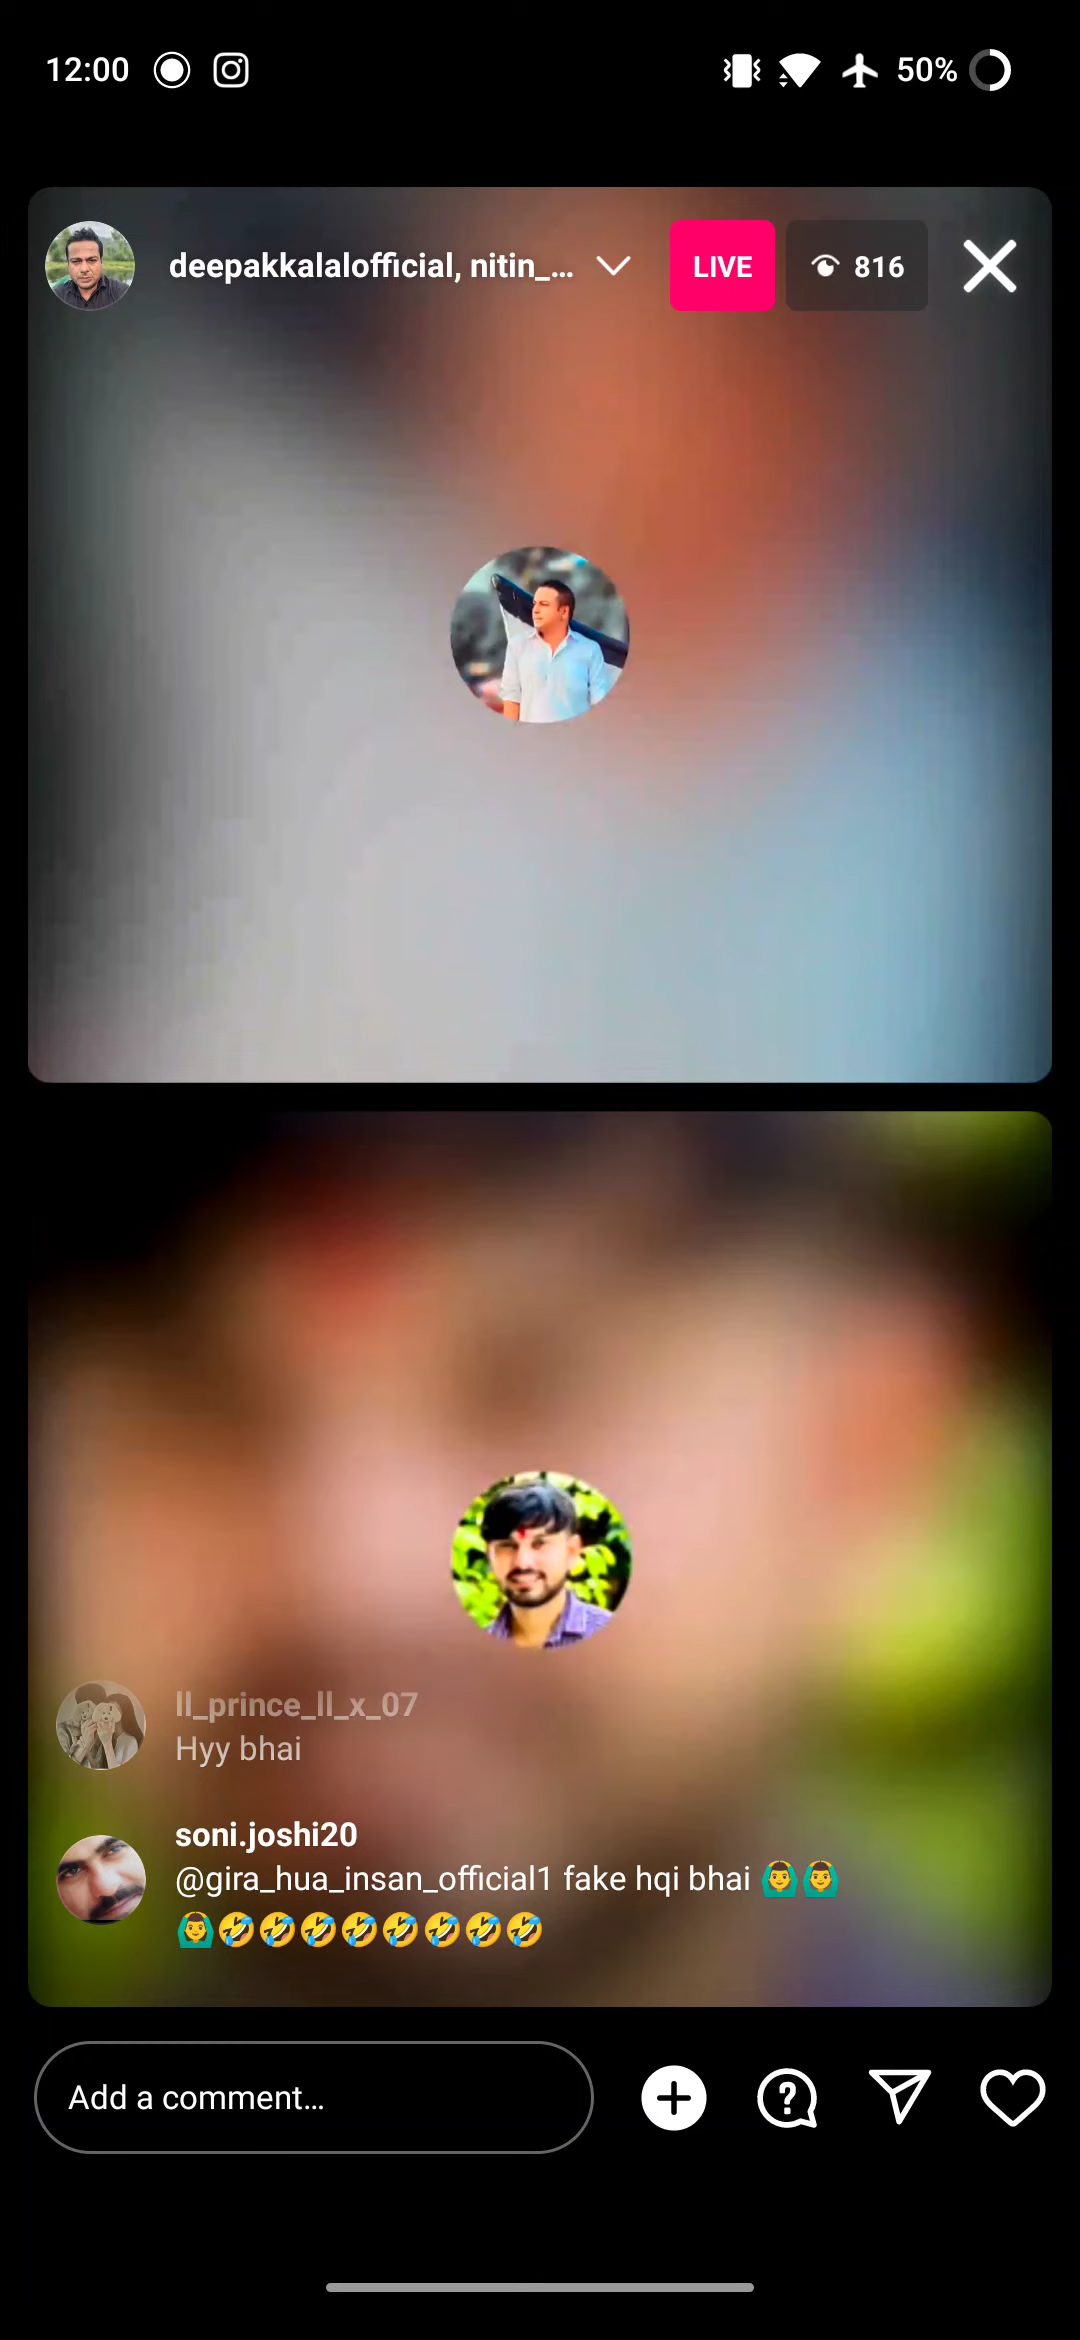 12:00
50%
deepakkalalofficial, nitin_...
LIVE
816
ll_prince_ll_x_07
Hyy bhai
soni.joshi20
@gira_hua_insan_official1 fake hqi bhai 🙆‍♂️🙆‍♂️
🙆‍♂️🤣🤣🤣🤣🤣🤣🤣🤣
Add a comment...